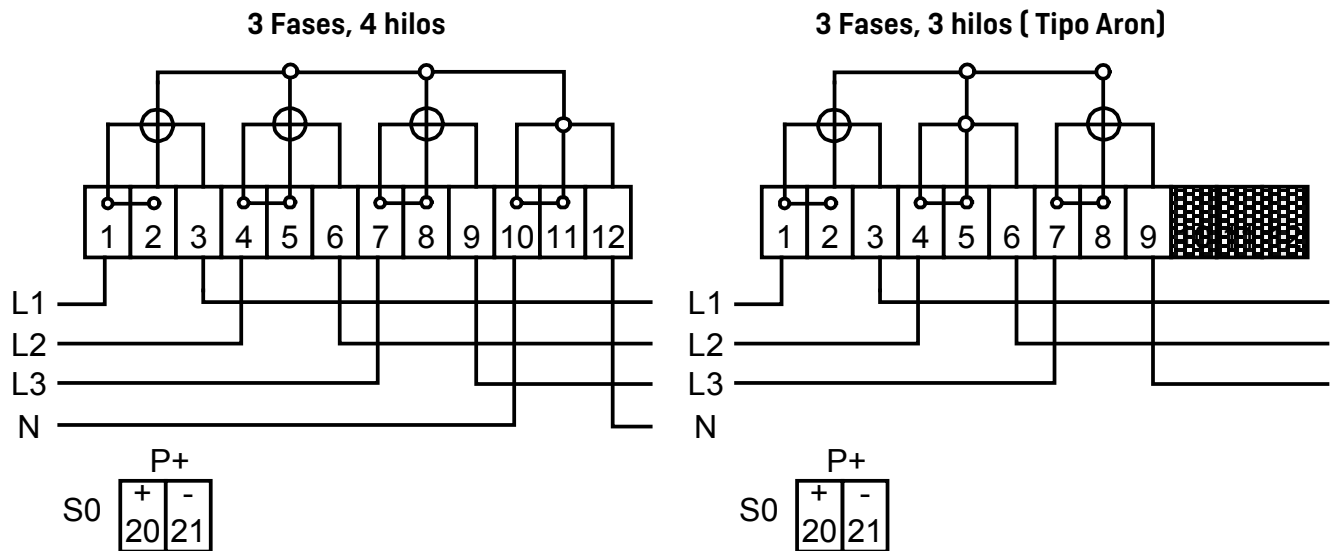 3 Fases, 4 hilos
1 2 3 4 5 6 7 8 9 10 11 12
L1
L2
L3
N
P+
S0
+ -
20 21
3 Fases, 3 hilos ( Tipo Aron)
1 2 3 4 5 6 7 8 9
L1
L2
L3
N
P+
S0
+ -
20 21